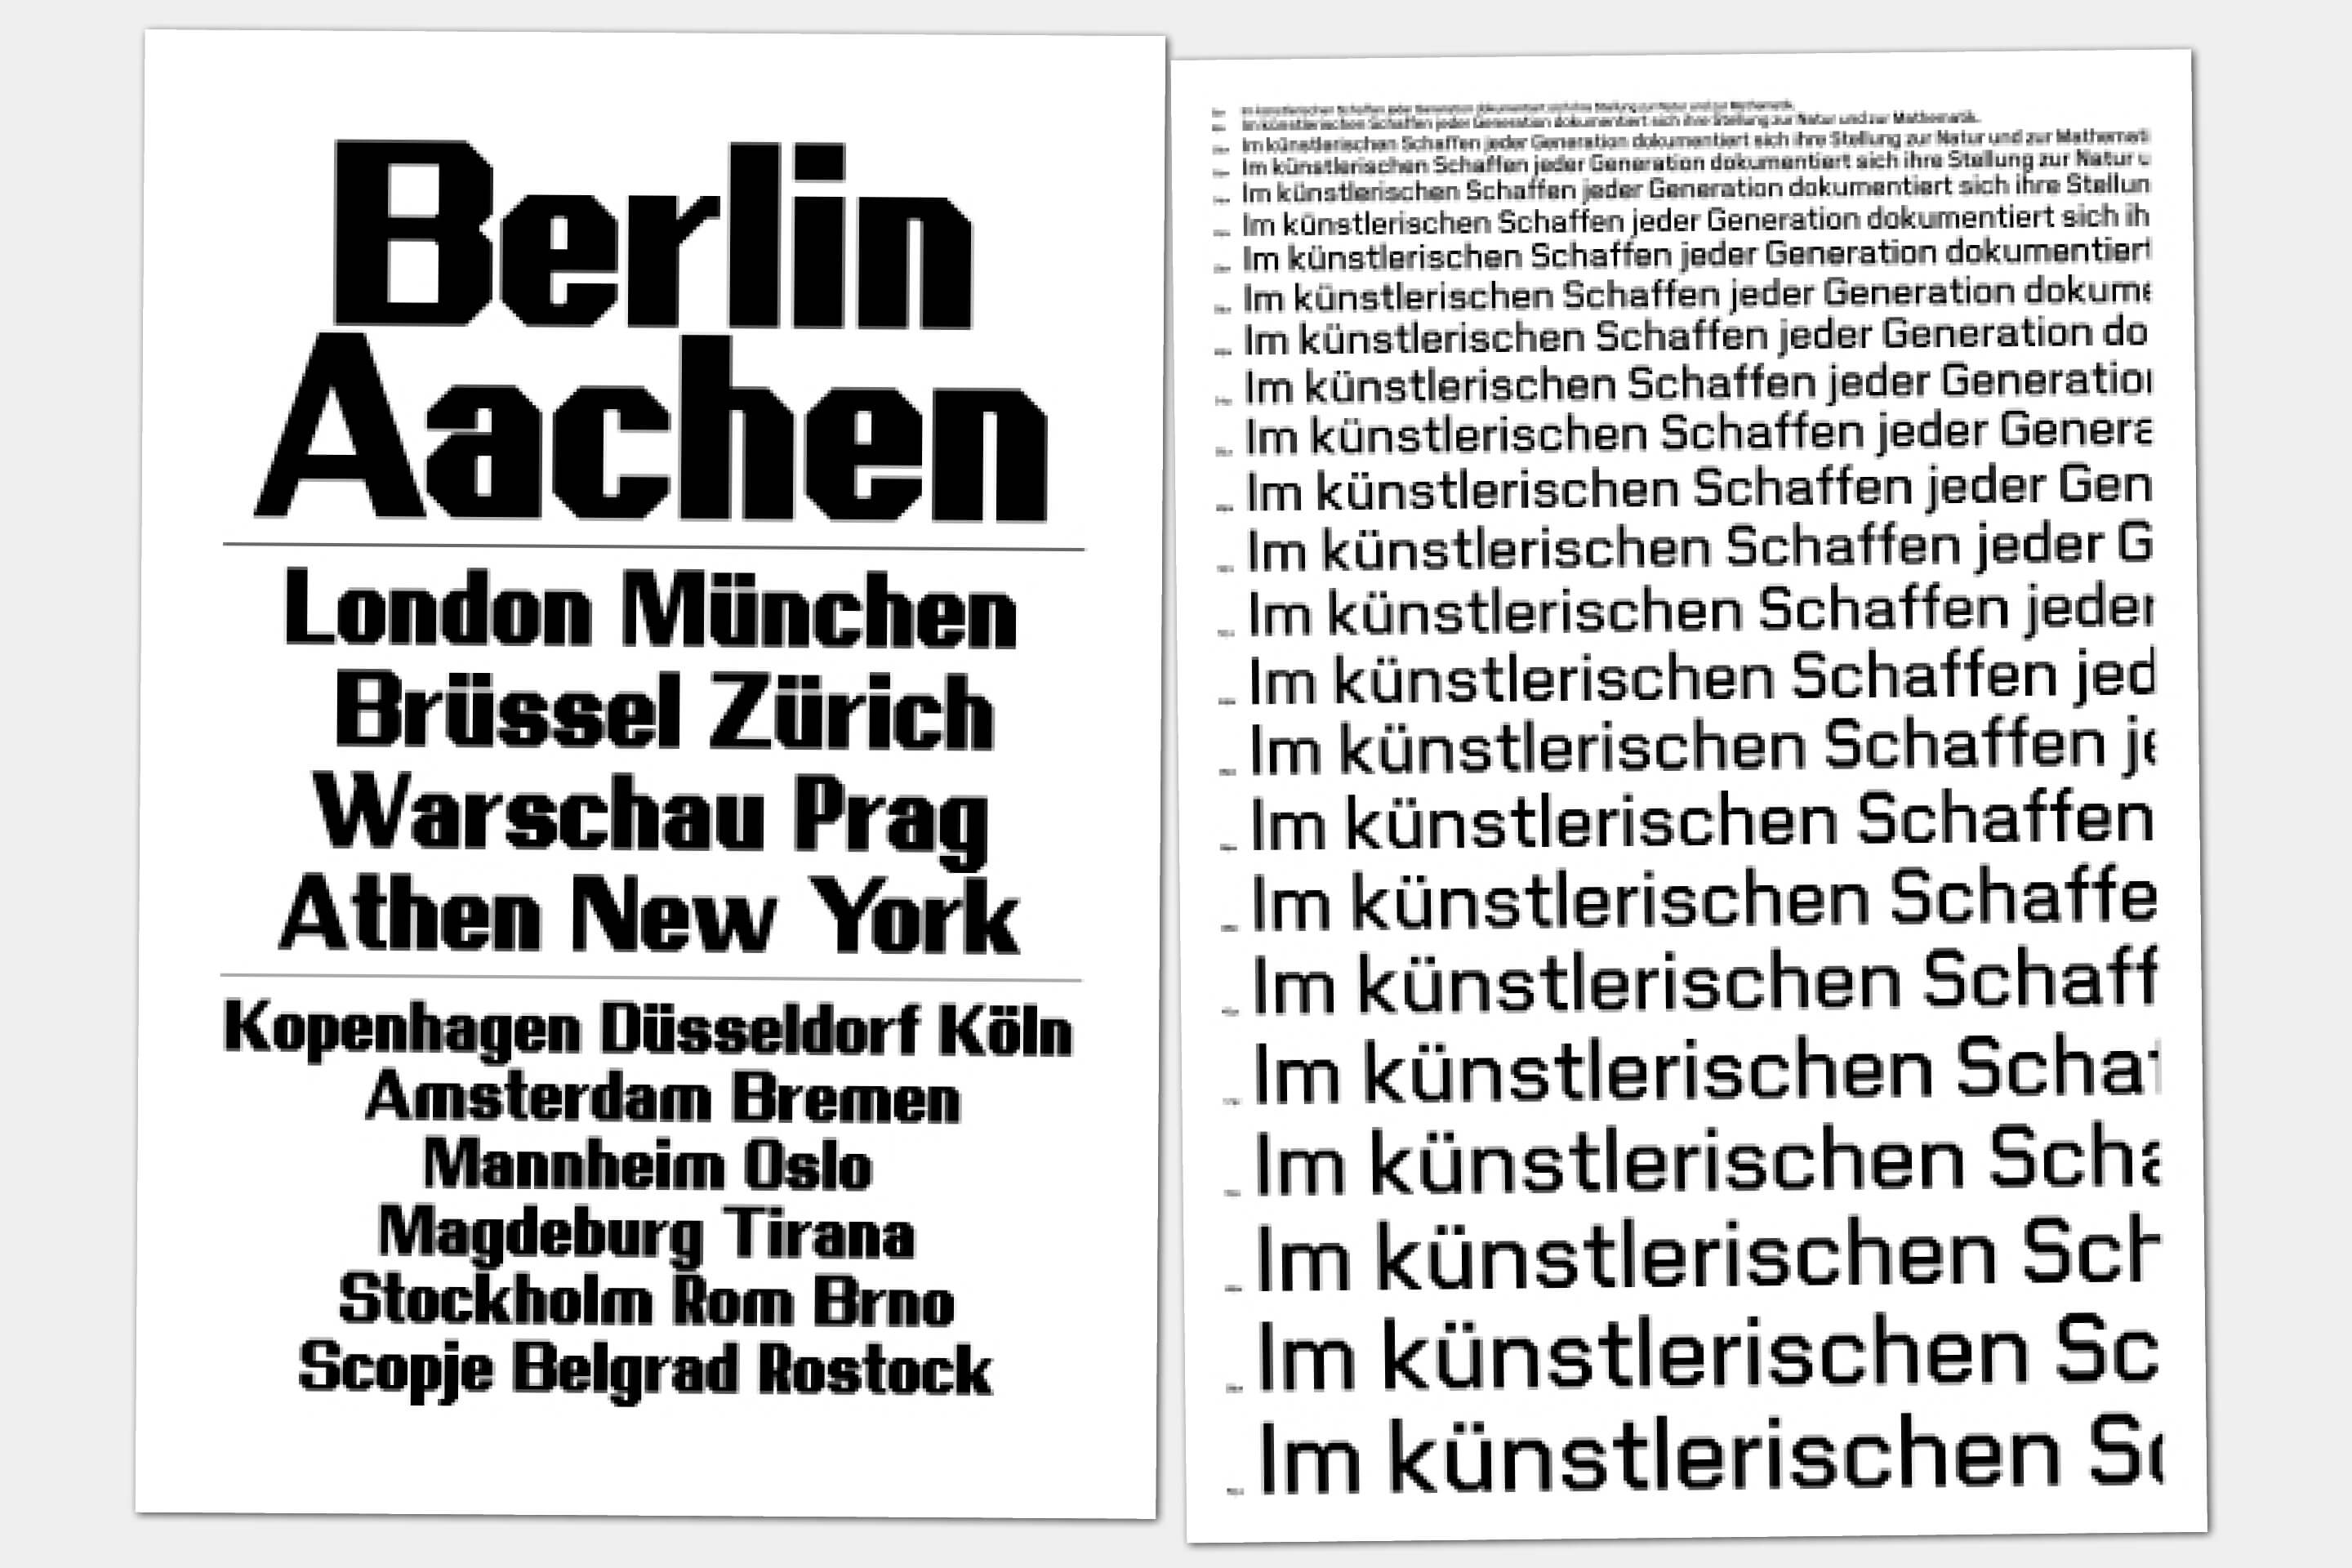 Berlin
Aachen
London München
Brüssel Zürich
Warschau Prag
Athen New York
Kopenhagen Düsseldorf Köln
Amsterdam Bremen
Mannheim Oslo
Magdeburg Tirana
Stockholm Rom Brno
Scopje Belgrad Rostock
Im künstlerischen Schaffen jeder Generation dokumentiert sich ihre Stellung zur Natur und zur Mathematik.
Im künstlerischen Schaffen jeder Generation dokumentiert sich ihre Stellung zur Natur und zur Mathematik.
Im künstlerischen Schaffen jeder Generation dokumentiert sich ihre Stellung zur Natur und zur Mathemati
Im künstlerischen Schaffen jeder Generation dokumentiert sich ihre Stellung zur Natur u
Im künstlerischen Schaffen jeder Generation dokumentiert sich ihre Stellun
Im künstlerischen Schaffen jeder Generation dokumentiert sich ih
Im künstlerischen Schaffen jeder Generation dokumentiert
Im künstlerischen Schaffen jeder Generation dokume
Im künstlerischen Schaffen jeder Generation do
Im künstlerischen Schaffen jeder Generation
Im künstlerischen Schaffen jeder Genera
Im künstlerischen Schaffen jeder Gen
Im künstlerischen Schaffen jeder G
Im künstlerischen Schaffen jeder
Im künstlerischen Schaffen jed
Im künstlerischen Schaffen je
Im künstlerischen Schaffen
Im künstlerischen Schaffe
Im künstlerischen Schaff
Im künstlerischen Schaf
Im künstlerischen Scha
Im künstlerischen Sch
Im künstlerischen Sc
Im künstlerischen Sc